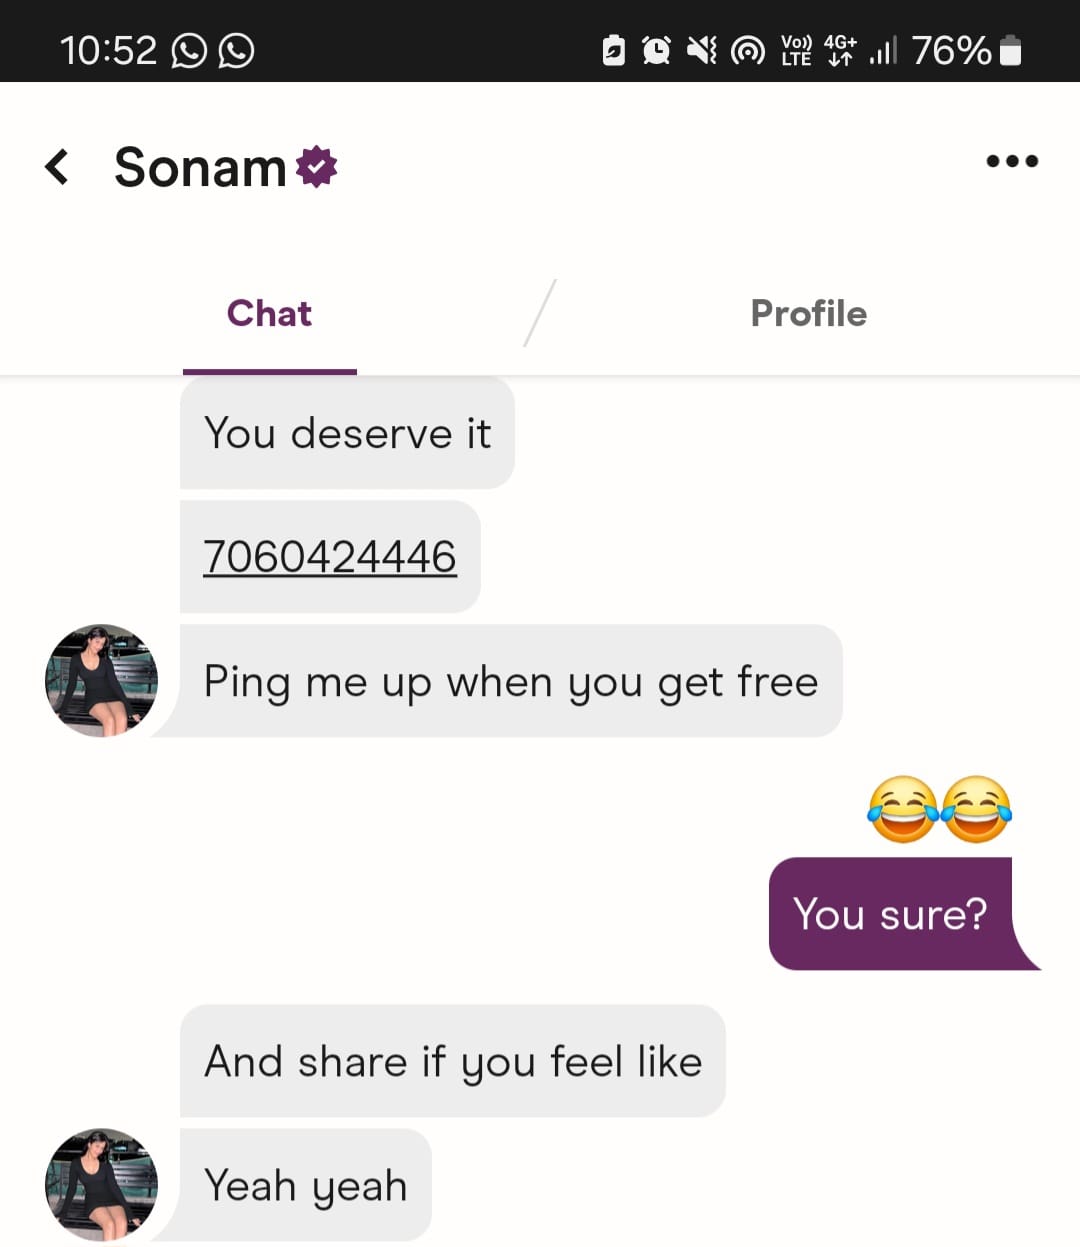 10:52
Vo)) LTE 4G+ 76%
Sonam
Chat
Profile
You deserve it
7060424446
Ping me up when you get free
😂😂
You sure?
And share if you feel like
Yeah yeah